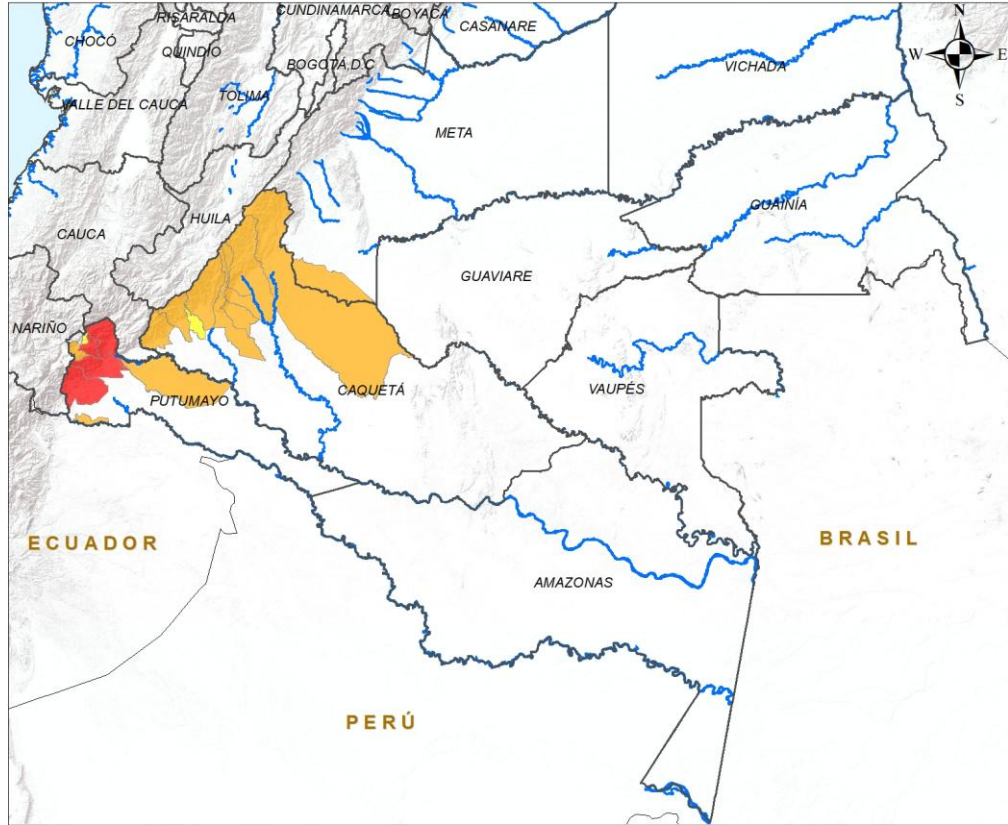 CUNDINAMARCA
BOYACÁ
RISARALDA
CASANARE
N
CHOCÓ
QUINDÍO
BOGOTÁ D.C
W
E
VICHADA
S
VALLE DEL CAUCA
TOLIMA
META
GUAINÍA
HUILA
CAUCA
GUAVIARE
NARIÑO
CAQUETÁ
VAUPÉS
PUTUMAYO
ECUADOR
BRASIL
AMAZONAS
PERÚ